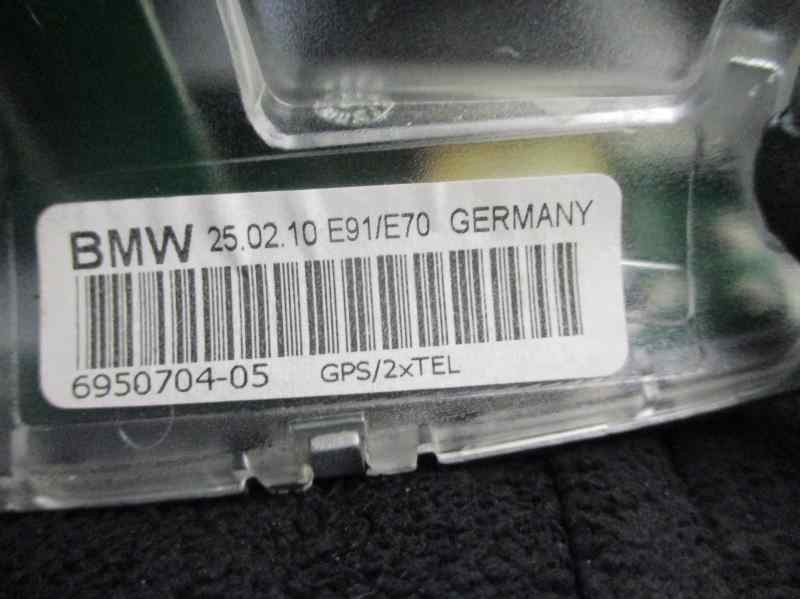 BMW 25.02.10 E91/E70 GERMANY
6950704-05 GPS/2xTEL